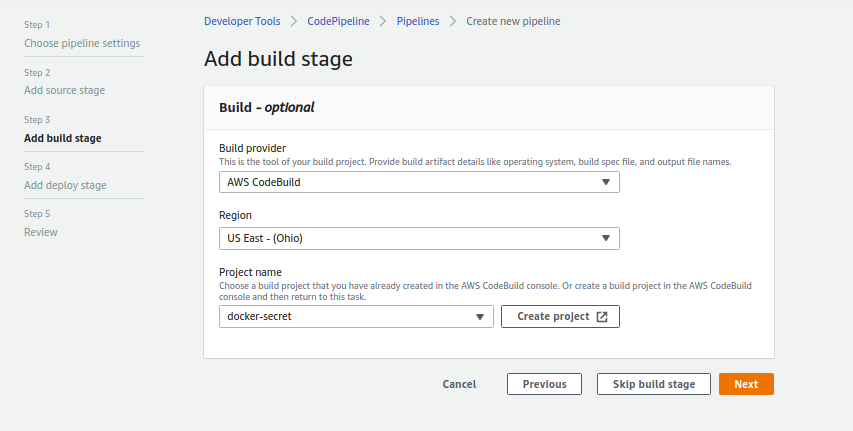 Step 1
Choose pipeline settings
Step 2
Add source stage
Step 3
Add build stage
Step 4
Add deploy stage
Step 5
Review
Developer Tools > CodePipeline > Pipelines > Create new pipeline
Add build stage
Build - optional
Build provider
This is the tool of your build project. Provide build artifact details like operating system, build spec file, and output file names.
AWS CodeBuild
Region
US East - (Ohio)
Project name
Choose a build project that you have already created in the AWS CodeBuild console. Or create a build project in the AWS CodeBuild
console and then return to this task.
docker-secret
Create project
Cancel
Previous
Skip build stage
Next